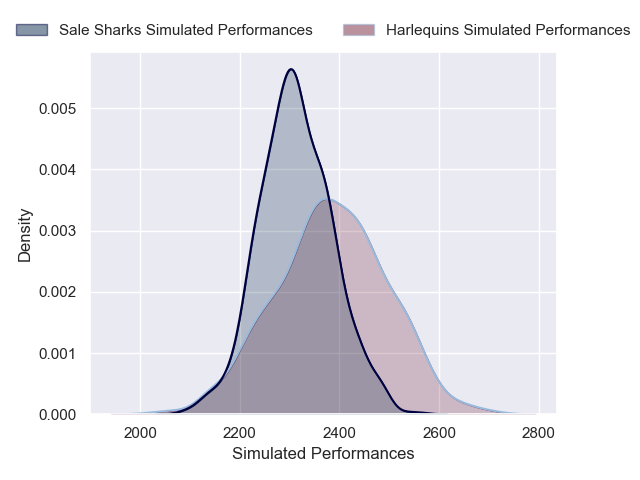 Sale Sharks Simulated Performances
Harlequins Simulated Performances
0.005
0.004
0.003
0.002
0.001
0.000
Density
2000
2200
2400
2600
2800
Simulated Performances